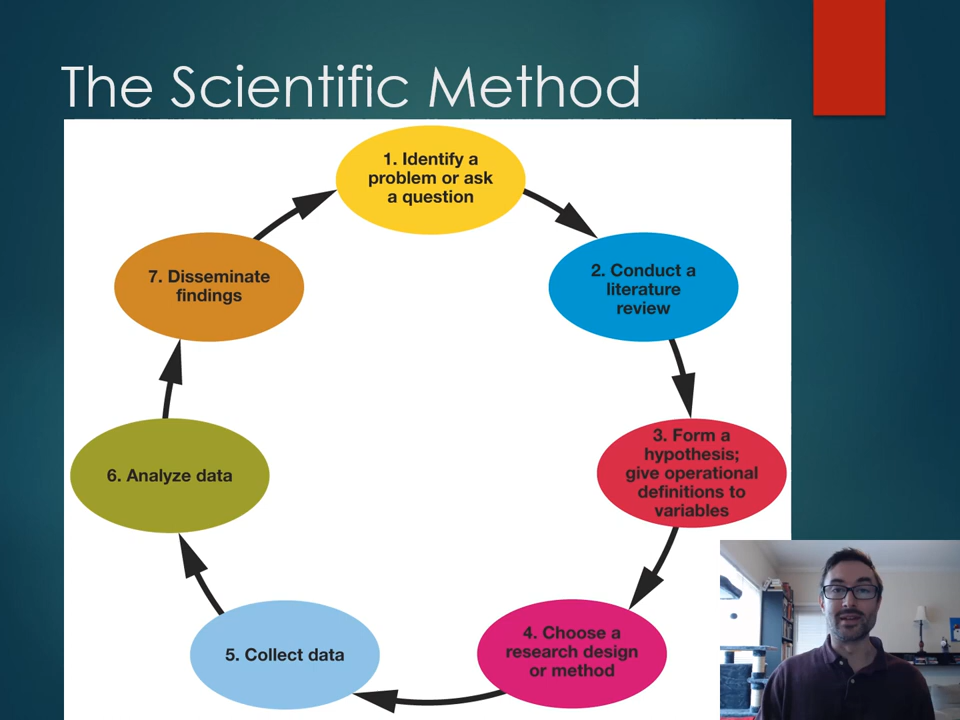 The Scientific Method
1. Identify a
problem or ask
a question
2. Conduct a
literature
review
3. Form a
hypothesis;
give operational
definitions to
variables
4. Choose a
research design
or method
5. Collect data
6. Analyze data
7. Disseminate
findings